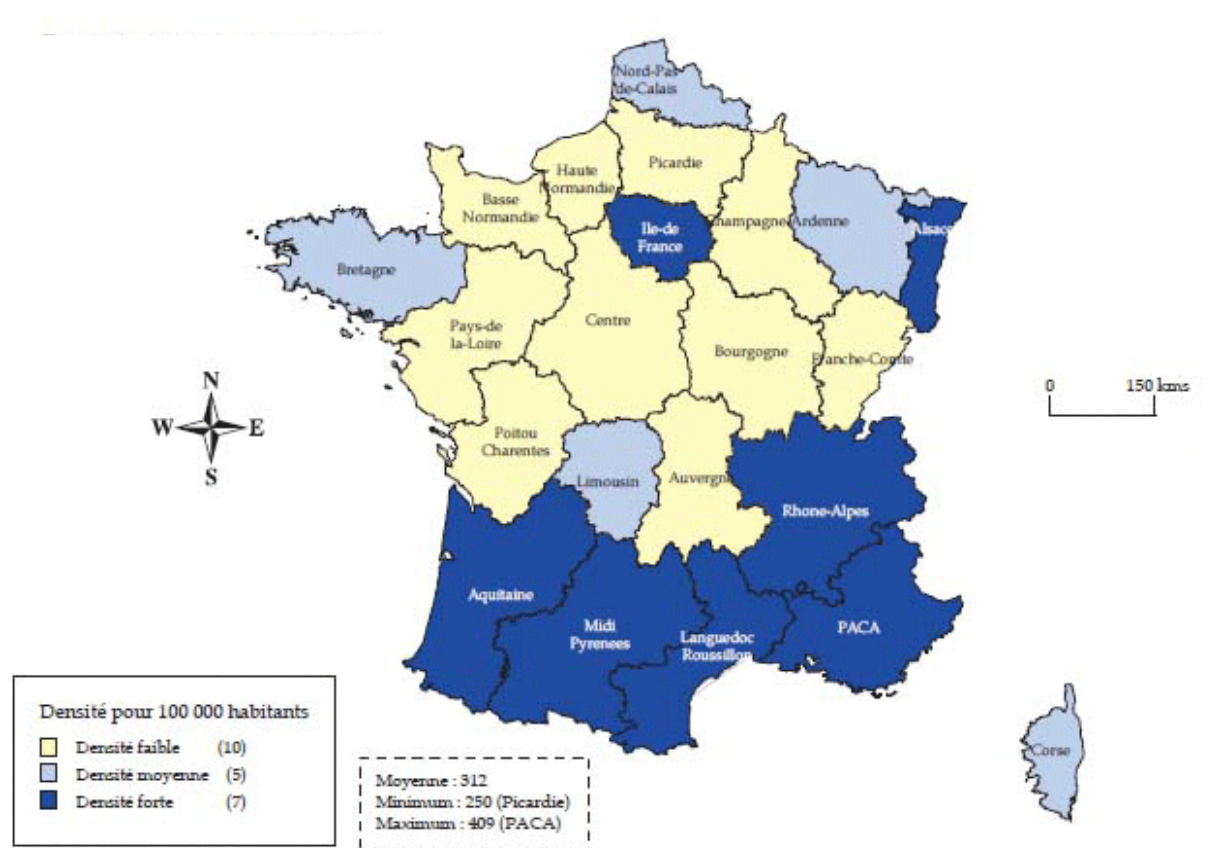 Nord-Pas
de-Calais
Picardie
Haute
Normandie
Basse
Normandie
Ile-de
France
Champagne-Ardenne
Alsace
Bretagne
Pays-de
la-Loire
Centre
Bourgogne
Franche-Comte
N
W E
S
0 150 kms
Poitou
Charentes
Limousin
Auvergne
Rhone-Alpes
Aquitaine
Midi
Pyrenees
Languedoc
Roussillon
PACA
Corse
Densité pour 100 000 habitants
Densité faible (10)
Densité moyenne (5)
Densité forte (7)
Moyenne : 312
Minimum : 250 (Picardie)
Maximum : 409 (PACA)